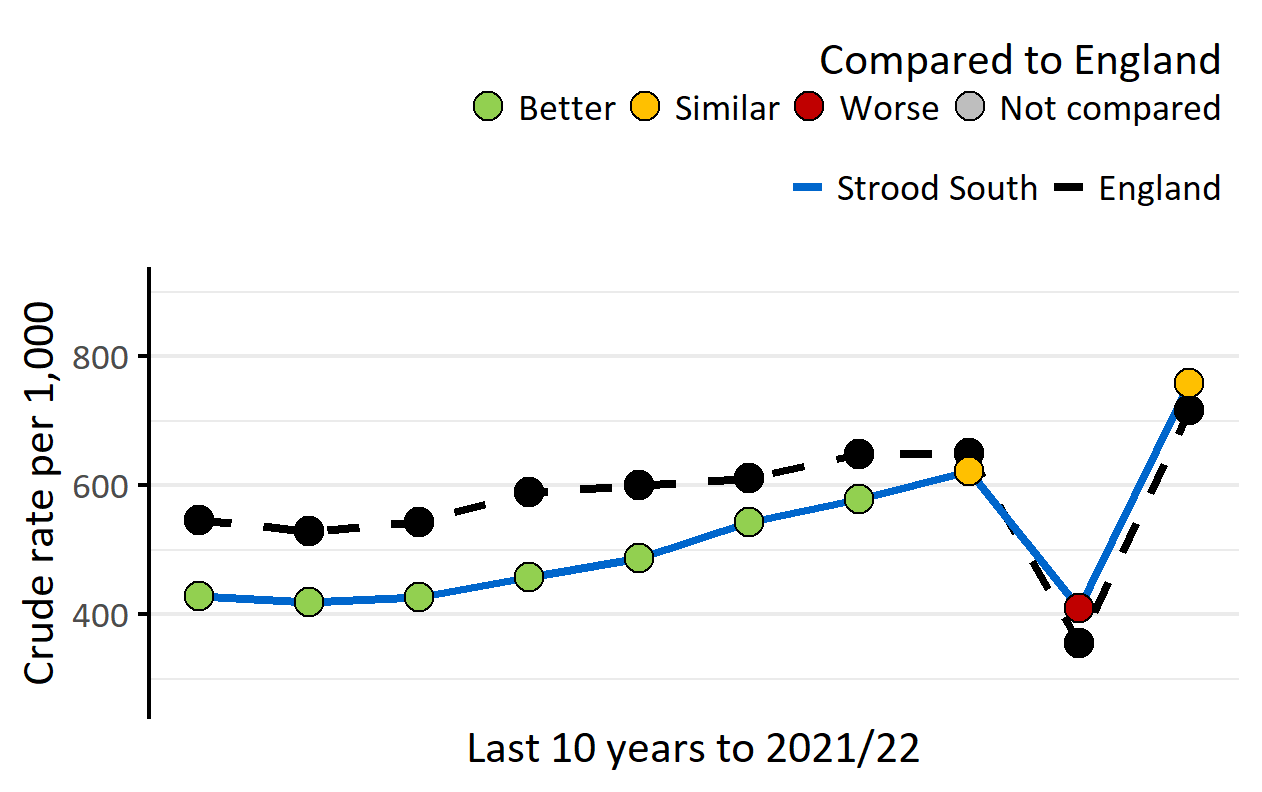 Compared to England
Better Similar Worse Not compared
Strood South England
Crude rate per 1,000
800
600
400
Last 10 years to 2021/22